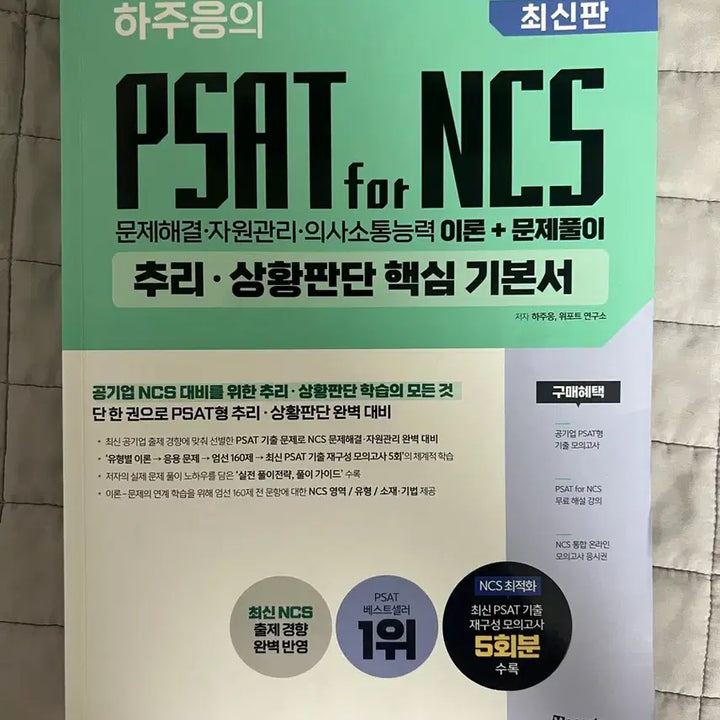 하주응의
최신판
PSAT for NCS
문제해결·자원관리·의사소통능력 이론 + 문제풀이
추리·상황판단 핵심 기본서
저자 하주응, 위포트 연구소
공기업 NCS 대비를 위한 추리·상황판단 학습의 모든 것
단 한 권으로 PSAT형 추리·상황판단 완벽 대비
• 최신 공기업 출제 경향에 맞춰 선별한 PSAT 기출 문제로 NCS 문제해결·자원관리 완벽 대비
• '유형별 이론 → 응용 문제 → 엄선 160제 → 최신 PSAT 기출 재구성 모의고사 5회'의 체계적 학습
• 저자의 실제 문제 풀이 노하우를 담은 '실전 풀이전략, 풀이 가이드' 수록
• 이론-문제의 연계 학습을 위해 엄선 160제 전 문항에 대한 NCS 영역 / 유형 / 소재·기법 제공
구매혜택
공기업 PSAT형
기출 모의고사
PSAT for NCS
무료 해설 강의
NCS 통합 온라인
모의고사 응시권
최신 NCS
출제 경향
완벽 반영
PSAT
베스트셀러
1위
NCS 최적화
최신 PSAT 기출
재구성 모의고사
5회분
수록